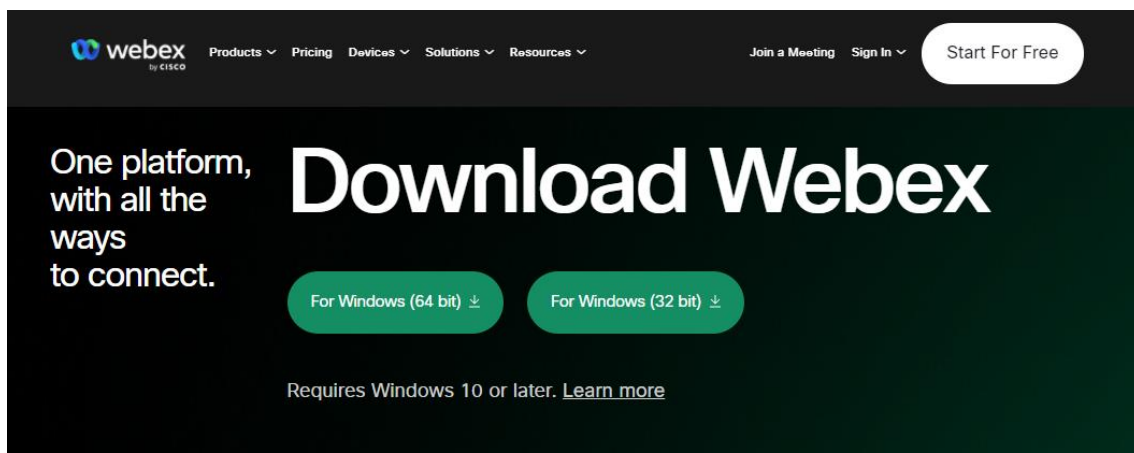 webex
by CISCO
Products Pricing Devices Solutions Resources
Join a Meeting Sign In Start For Free
One platform,
with all the
ways
to connect.
Download Webex
For Windows (64 bit) For Windows (32 bit)
Requires Windows 10 or later. Learn more